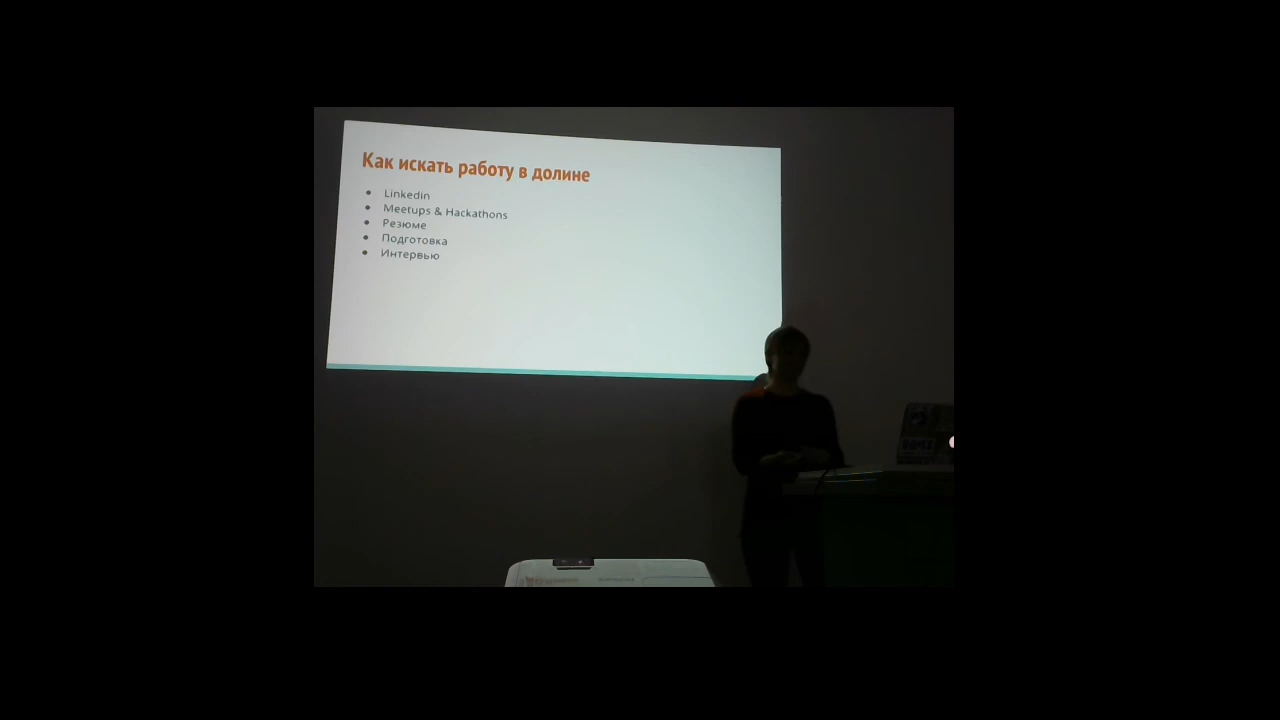 Как искать работу в долине
Linkedin
Meetups & Hackathons
Резюме
Подготовка
Интервью